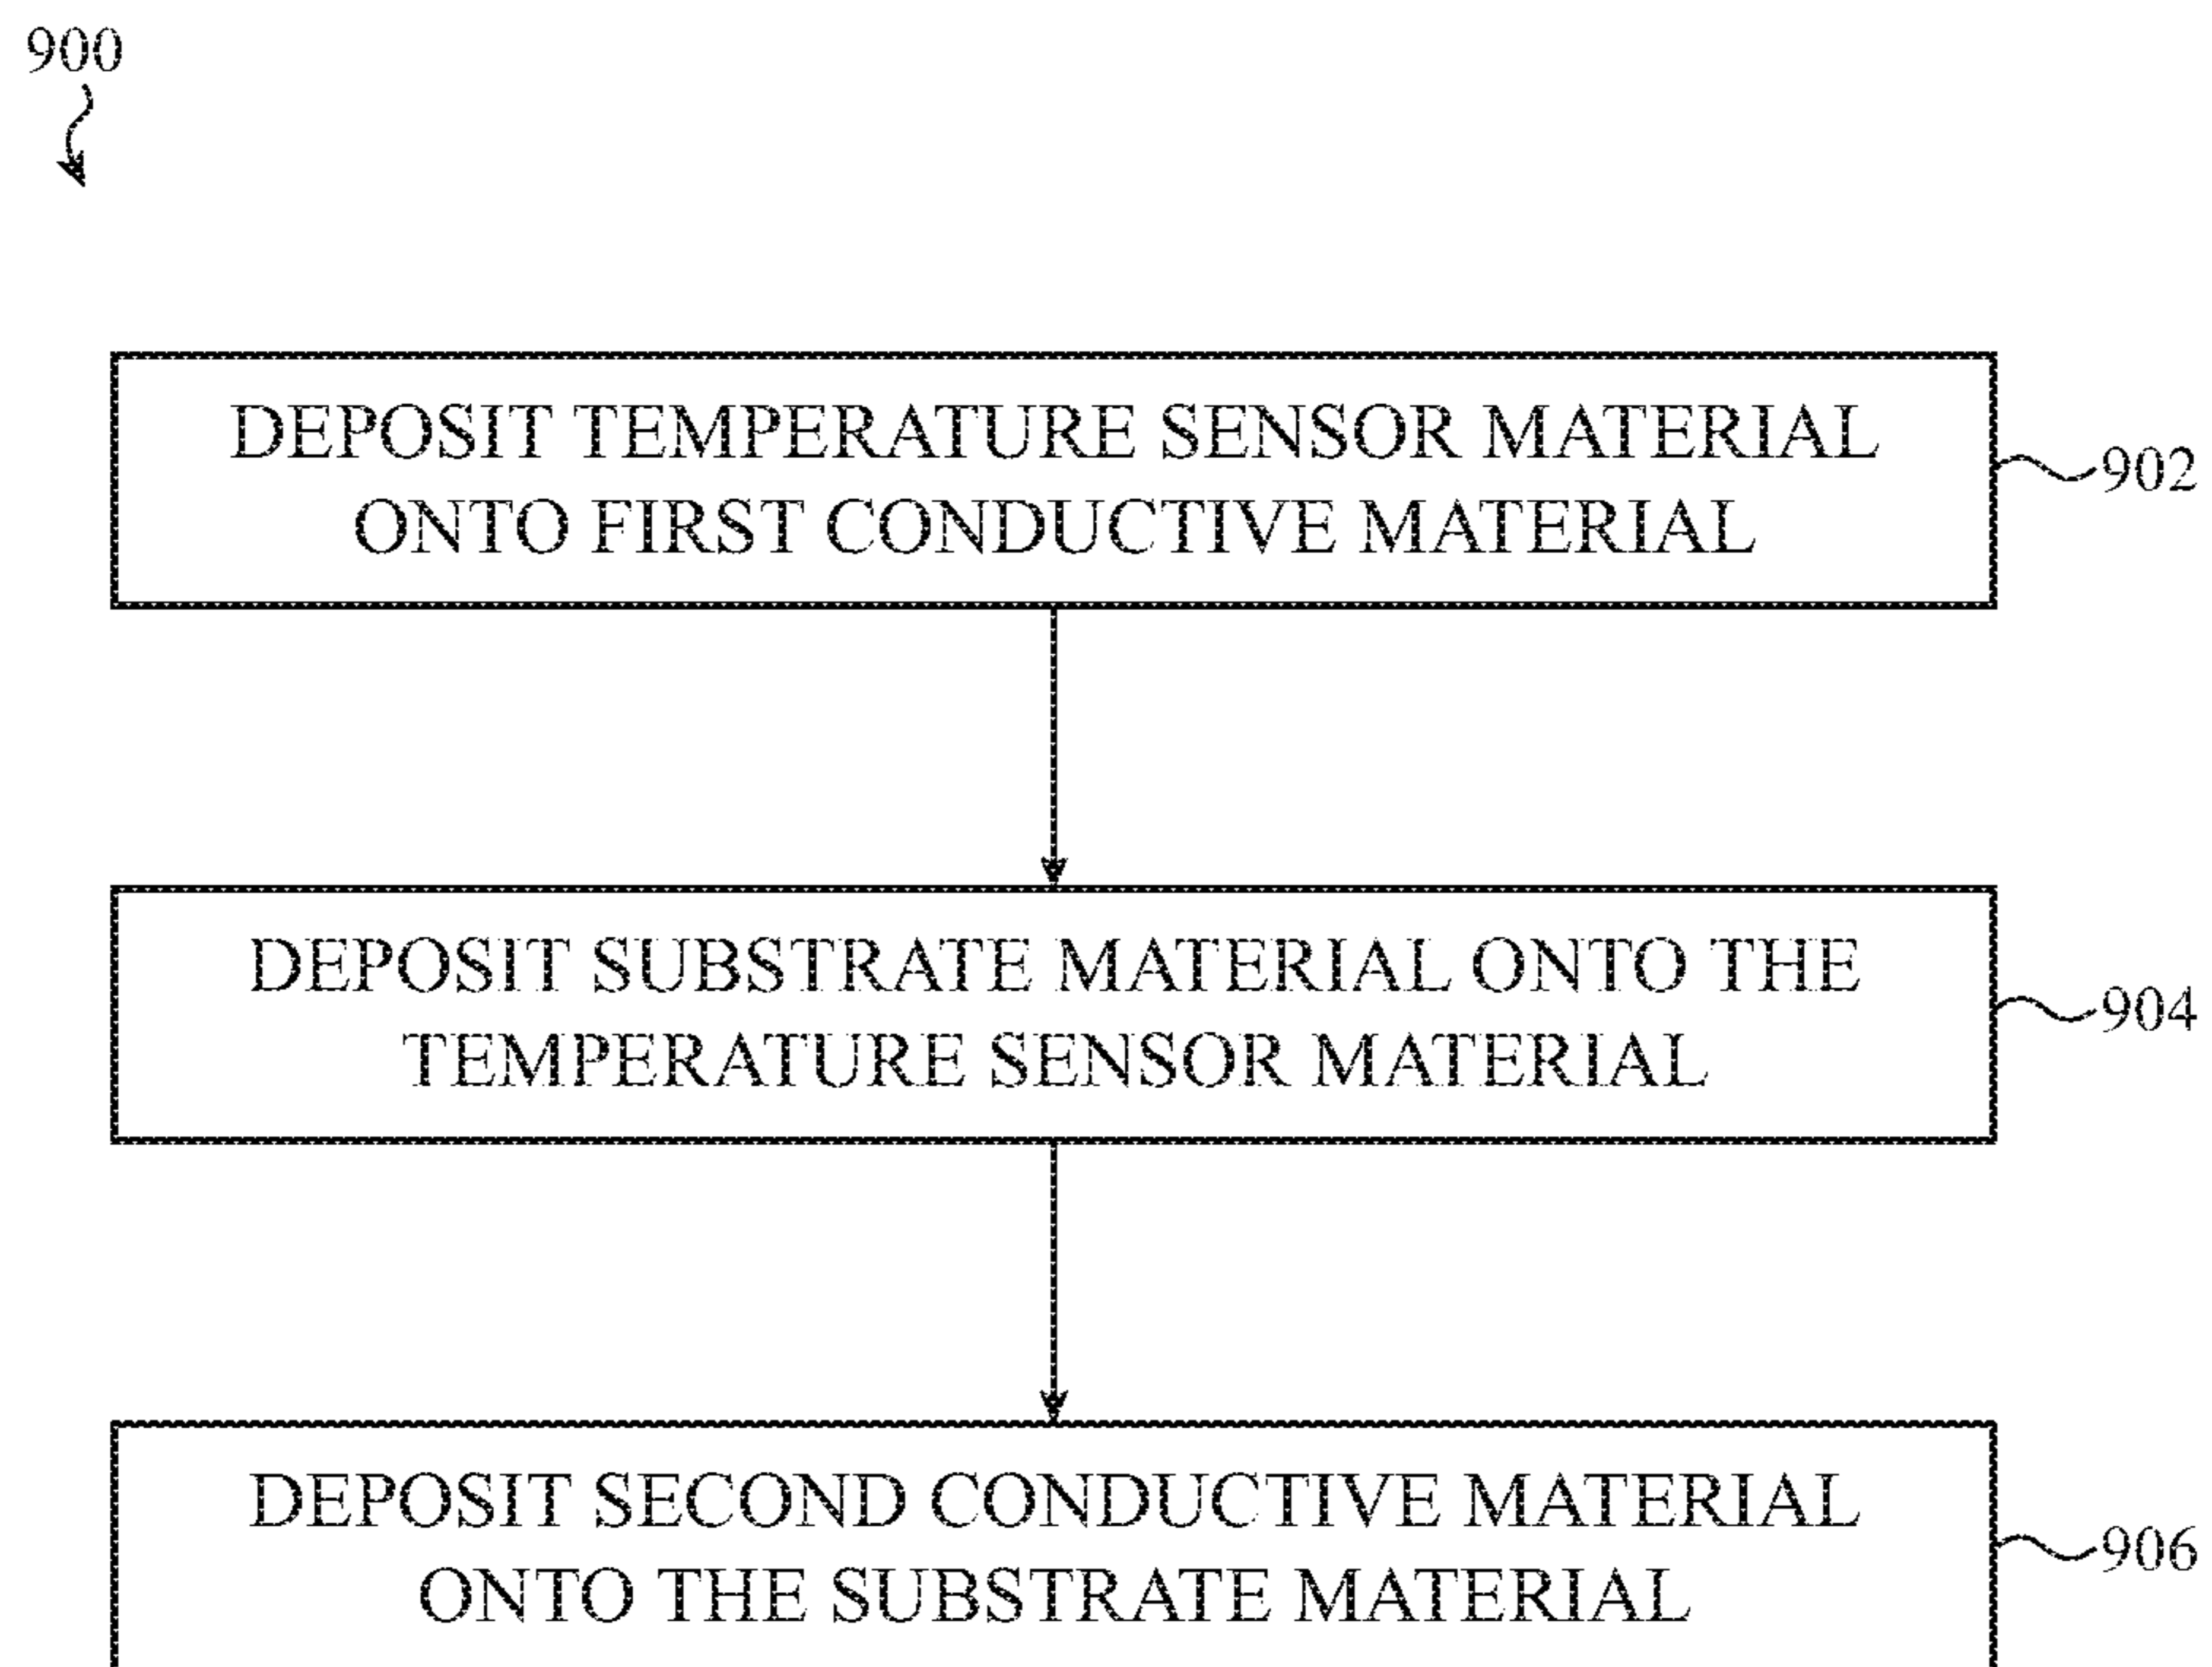 900
DEPOSIT TEMPERATURE SENSOR MATERIAL
ONTO FIRST CONDUCTIVE MATERIAL
902
DEPOSIT SUBSTRATE MATERIAL ONTO THE
TEMPERATURE SENSOR MATERIAL
904
DEPOSIT SECOND CONDUCTIVE MATERIAL
ONTO THE SUBSTRATE MATERIAL
906